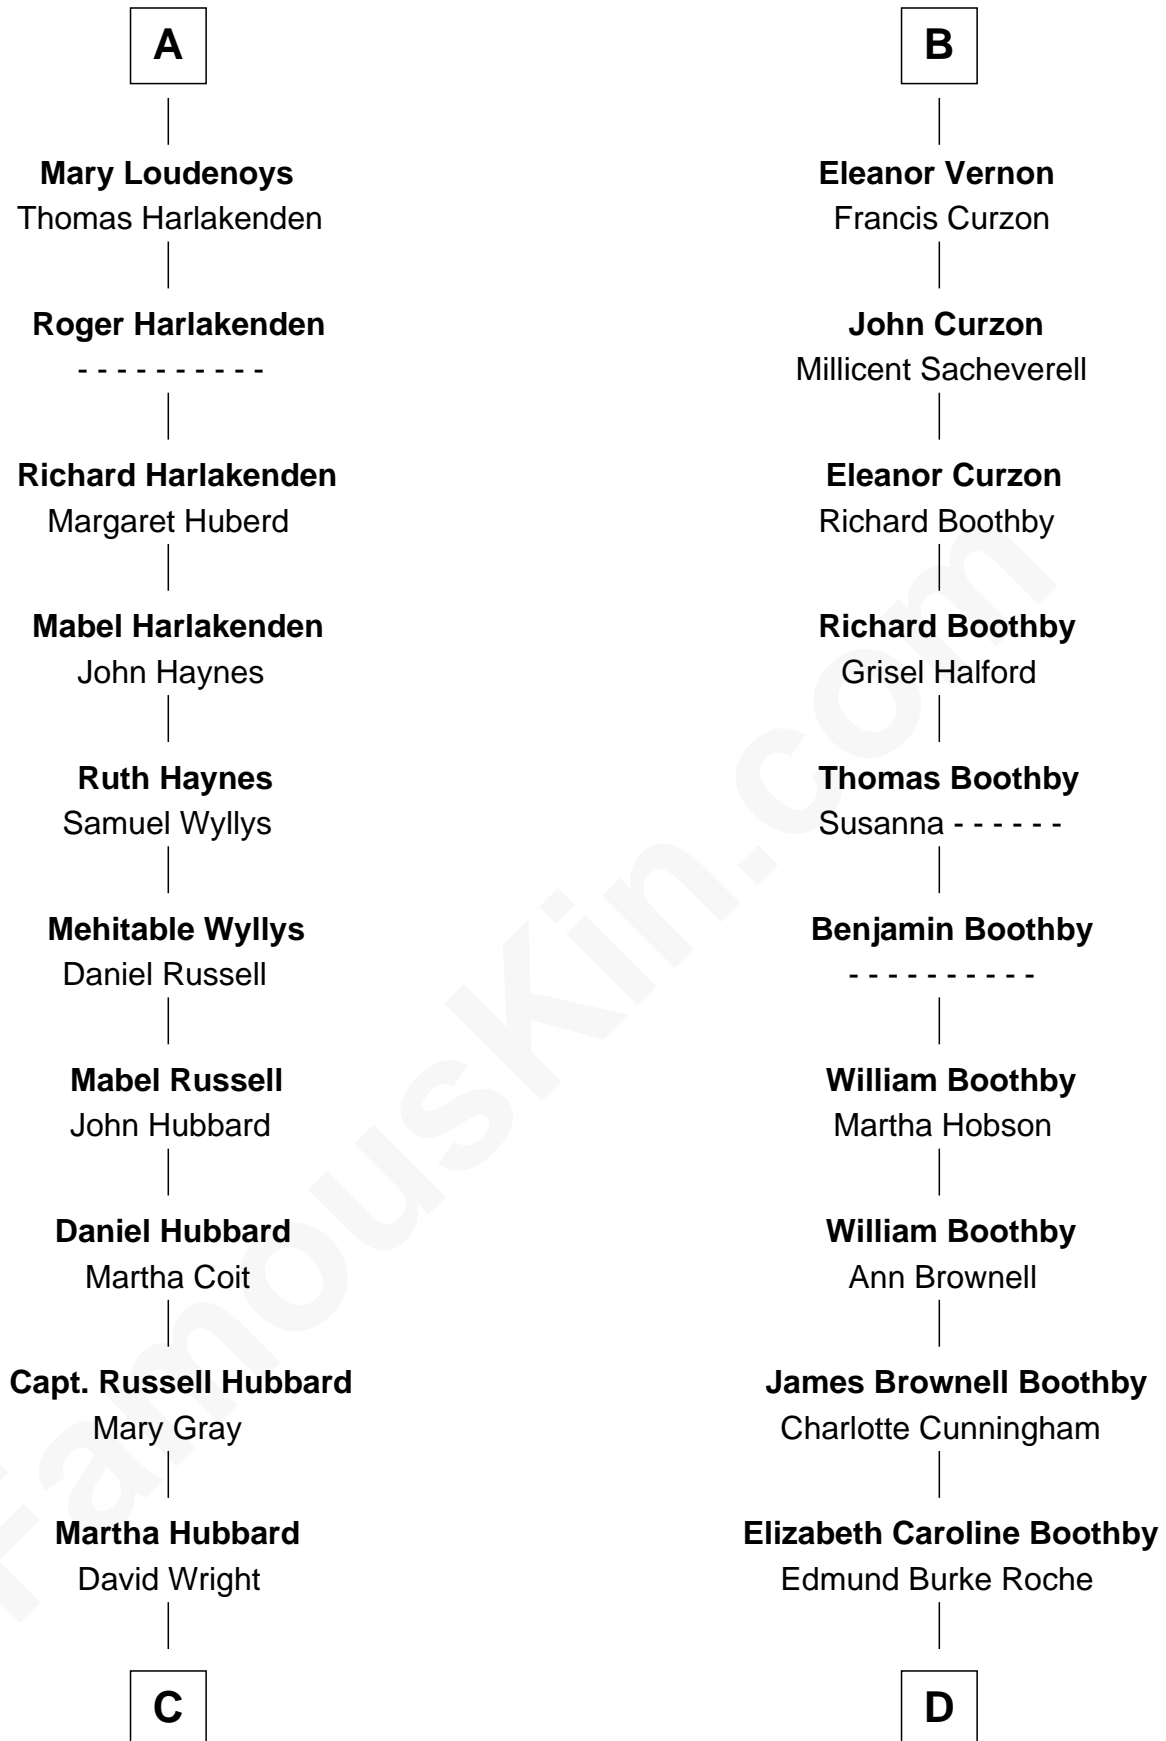 A
Mary Loudenoys
Thomas Harlakenden
Roger Harlakenden
- - - - - - - - - -
Richard Harlakenden
Margaret Huberd
Mabel Harlakenden
John Haynes
Ruth Haynes
Samuel Wyllys
Mehitable Wyllys
Daniel Russell
Mabel Russell
John Hubbard
Daniel Hubbard
Martha Coit
Capt. Russell Hubbard
Mary Gray
Martha Hubbard
David Wright
C
B
Eleanor Vernon
Francis Curzon
John Curzon
Millicent Sacheverell
Eleanor Curzon
Richard Boothby
Richard Boothby
Grisel Halford
Thomas Boothby
Susanna - - - - - -
Benjamin Boothby
- - - - - - - - - -
William Boothby
Martha Hobson
William Boothby
Ann Brownell
James Brownell Boothby
Charlotte Cunningham
Elizabeth Caroline Boothby
Edmund Burke Roche
D
FamousKin.com